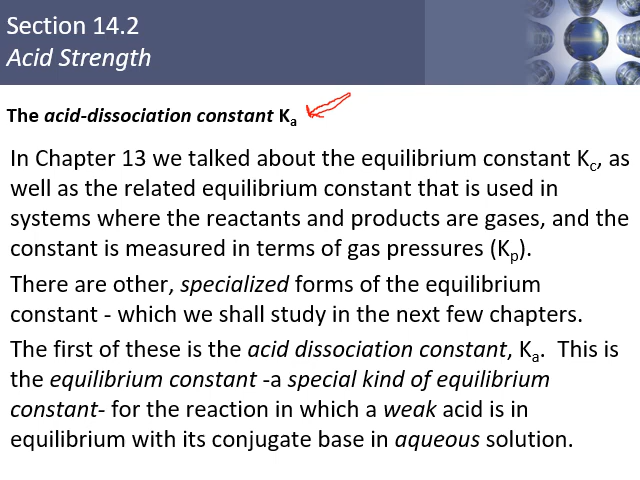 Section 14.2
Acid Strength
The acid-dissociation constant Kₐ
In Chapter 13 we talked about the equilibrium constant K꜀, as
well as the related equilibrium constant that is used in
systems where the reactants and products are gases, and the
constant is measured in terms of gas pressures (Kₚ).
There are other, specialized forms of the equilibrium
constant - which we shall study in the next few chapters.
The first of these is the acid dissociation constant, Kₐ. This is
the equilibrium constant -a special kind of equilibrium
constant- for the reaction in which a weak acid is in
equilibrium with its conjugate base in aqueous solution.